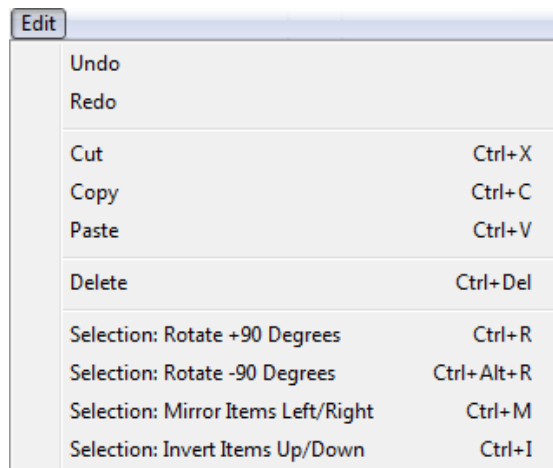 Edit
Undo
Redo
Cut Ctrl+X
Copy Ctrl+C
Paste Ctrl+V
Delete Ctrl+Del
Selection: Rotate +90 Degrees Ctrl+R
Selection: Rotate -90 Degrees Ctrl+Alt+R
Selection: Mirror Items Left/Right Ctrl+M
Selection: Invert Items Up/Down Ctrl+I